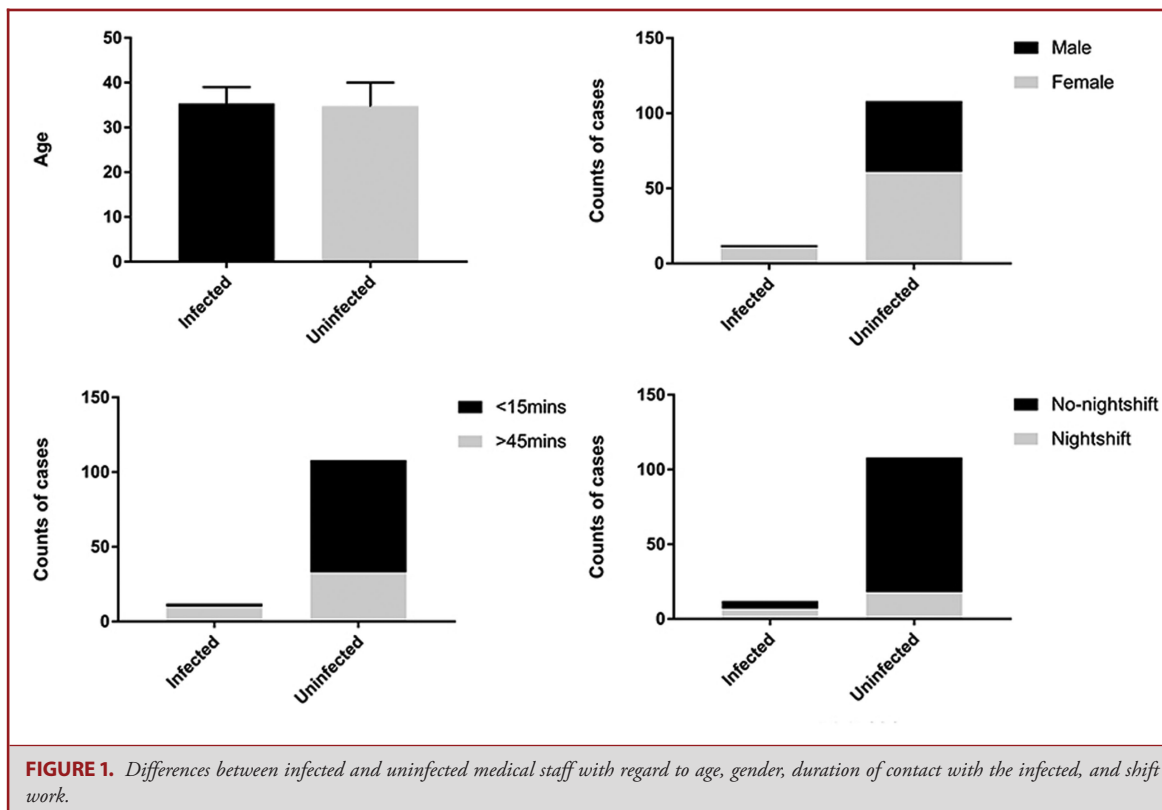 50
40
30
20
10
0
Age
Infected
Uninfected
150
100
50
0
Counts of cases
Infected
Uninfected
Male
Female
150
100
50
0
Counts of cases
Infected
Uninfected
<15mins
>45mins
150
100
50
0
Counts of cases
Infected
Uninfected
No-nightshift
Nightshift
FIGURE 1. Differences between infected and uninfected medical staff with regard to age, gender, duration of contact with the infected, and shift
work.